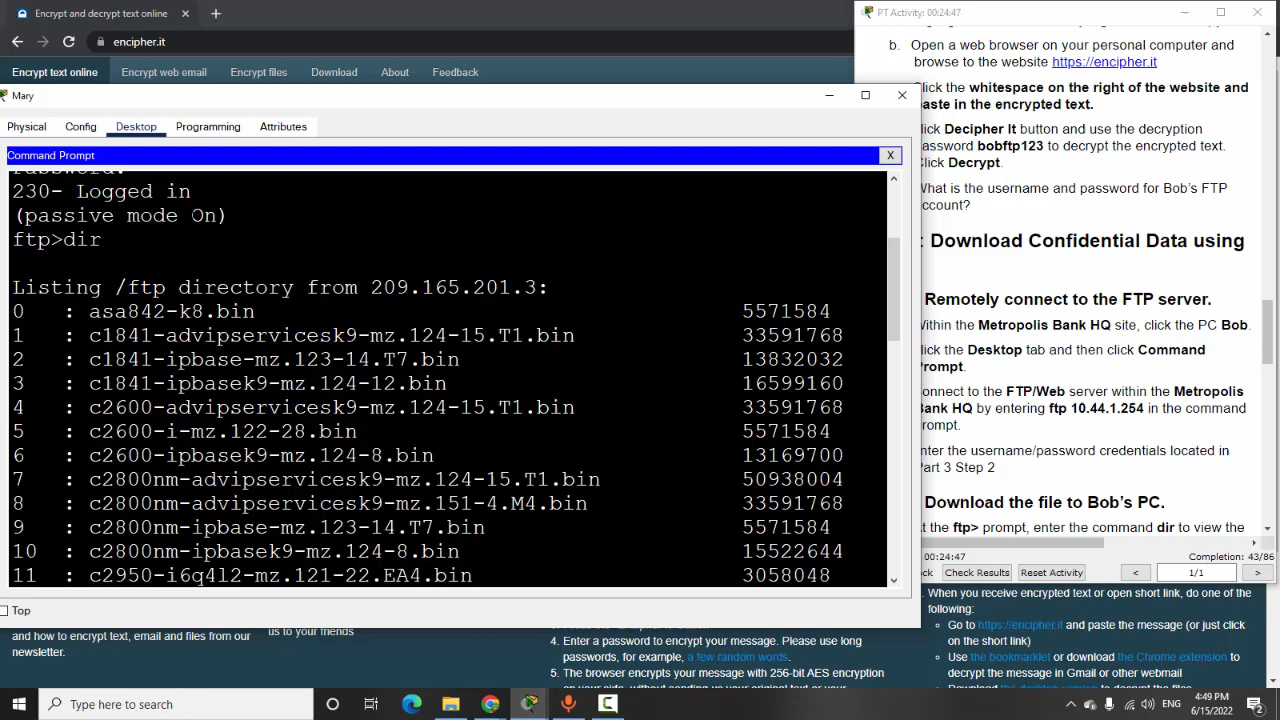 Encrypt and decrypt text online
PT Activity: 00:24:47
encipher.it
Encrypt text online Encrypt web email Encrypt files Download About Feedback
Mary
Physical Config Desktop Programming Attributes
Command Prompt X
230- Logged in
(passive mode On)
ftp>dir
Listing /ftp directory from 209.165.201.3:
0 : asa842-k8.bin 5571584
1 : c1841-advipservicesk9-mz.124-15.T1.bin 33591768
2 : c1841-ipbase-mz.123-14.T7.bin 13832032
3 : c1841-ipbasek9-mz.124-12.bin 16599160
4 : c2600-advipservicesk9-mz.124-15.T1.bin 33591768
5 : c2600-i-mz.122-28.bin 5571584
6 : c2600-ipbasek9-mz.124-8.bin 13169700
7 : c2800nm-advipservicesk9-mz.124-15.T1.bin 50938004
8 : c2800nm-advipservicesk9-mz.151-4.M4.bin 33591768
9 : c2800nm-ipbase-mz.123-14.T7.bin 5571584
10 : c2800nm-ipbasek9-mz.124-8.bin 15522644
11 : c2950-i6q4l2-mz.121-22.EA4.bin 3058048
Top
b. Open a web browser on your personal computer and
browse to the website https://encipher.it
lick the whitespace on the right of the website and
aste in the encrypted text.
lick Decipher It button and use the decryption
assword bobftp123 to decrypt the encrypted text.
lick Decrypt.
What is the username and password for Bob's FTP
ccount?
: Download Confidential Data using
Remotely connect to the FTP server.
Within the Metropolis Bank HQ site, click the PC Bob.
lick the Desktop tab and then click Command
rompt.
onnect to the FTP/Web server within the Metropolis
ank HQ by entering ftp 10.44.1.254 in the command
rompt.
nter the username/password credentials located in
Part 3 Step 2
Download the file to Bob's PC.
t the ftp> prompt, enter the command dir to view the
00:24:47 Completion: 43/86
ck Check Results Reset Activity < 1/1 >
and how to encrypt text, email and files from our
newsletter.
us to your friends
4. Enter a password to encrypt your message. Please use long
passwords, for example, a few random words.
5. The browser encrypts your message with 256-bit AES encryption
When you receive encrypted text or open short link, do one of the
following:
Go to https://encipher.it and paste the message (or just click
on the short link)
Use the bookmarklet or download the Chrome extension to
decrypt the message in Gmail or other webmail
Type here to search
ENG
4:49 PM
6/15/2022
2